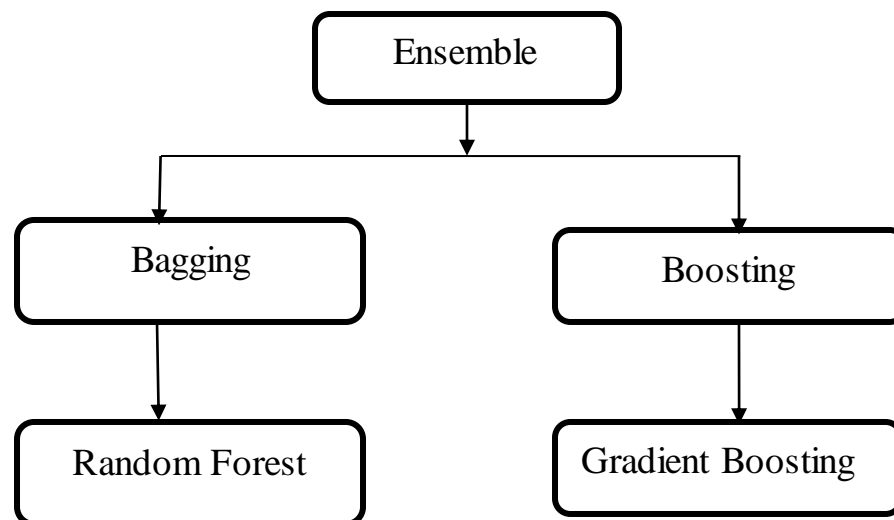 Ensemble
Bagging
Boosting
Random Forest
Gradient Boosting